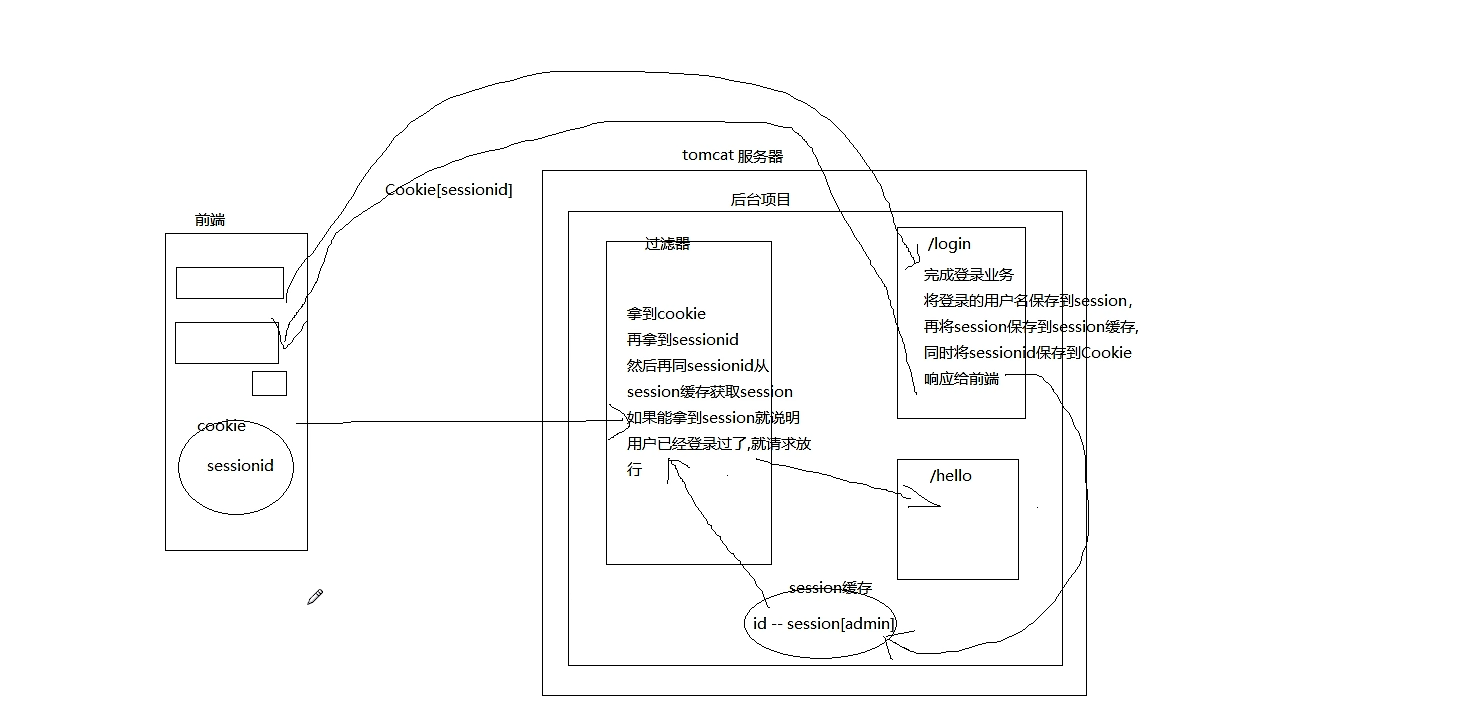 tomcat 服务器
Cookie[sessionid]
后台项目
前端
过滤器
/login
完成登录业务
将登录的用户名保存到session，
再将session保存到session缓存,
同时将sessionid保存到Cookie
响应给前端
拿到cookie
再拿到sessionid
然后再同sessionid从
session缓存获取session
如果能拿到session就说明
用户已经登录过了,就请求放
行
cookie
sessionid
/hello
session缓存
id -- session[admin]